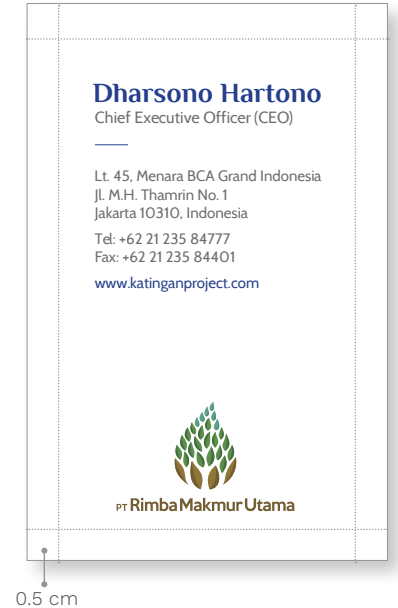 Dharsono Hartono
Chief Executive Officer (CEO)
Lt. 45, Menara BCA Grand Indonesia
Jl. M.H. Thamrin No. 1
Jakarta 10310, Indonesia
Tel: +62 21 235 84777
Fax: +62 21 235 84401
www.katinganproject.com
PT Rimba Makmur Utama
0.5 cm